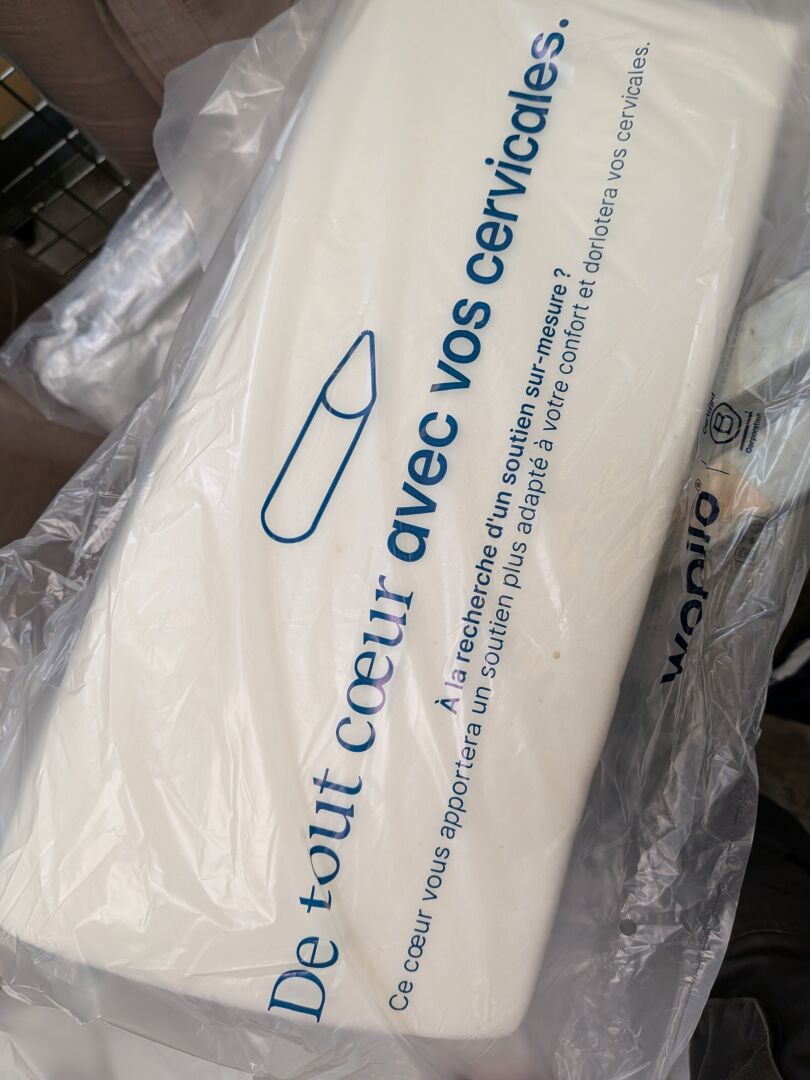 De tout cœur avec vos cervicales.
À la recherche d'un soutien sur-mesure ?
Ce cœur vous apportera un soutien plus adapté à votre confort et dorlotera vos cervicales.
wopilo®
Certified
B
Corporation